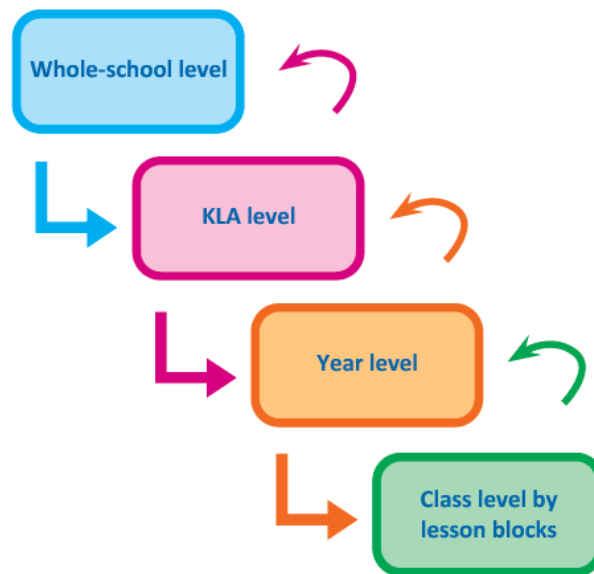 Whole-school level
KLA level
Year level
Class level by
lesson blocks